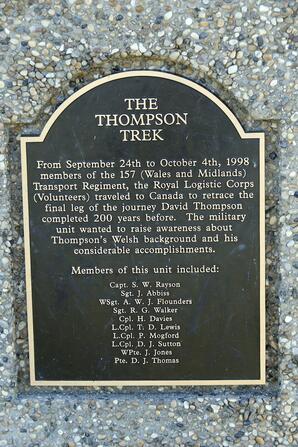 THE
THOMPSON
TREK
From September 24th to October 4th, 1998
members of the 157 (Wales and Midlands)
Transport Regiment, the Royal Logistic Corps
(Volunteers) traveled to Canada to retrace the
final leg of the journey David Thompson
completed 200 years before. The military
unit wanted to raise awareness about
Thompson's Welsh background and his
considerable accomplishments.
Members of this unit included:
Capt. S. W. Rayson
Sgt. J. Abbiss
WSgt. A. W. J. Flounders
Sgt. R. G. Walker
Cpl. H. Davies
L.Cpl. T. D. Lewis
L.Cpl. P. Mogford
L.Cpl. D. J. Sutton
WPte. J. Jones
Pte. D. J. Thomas